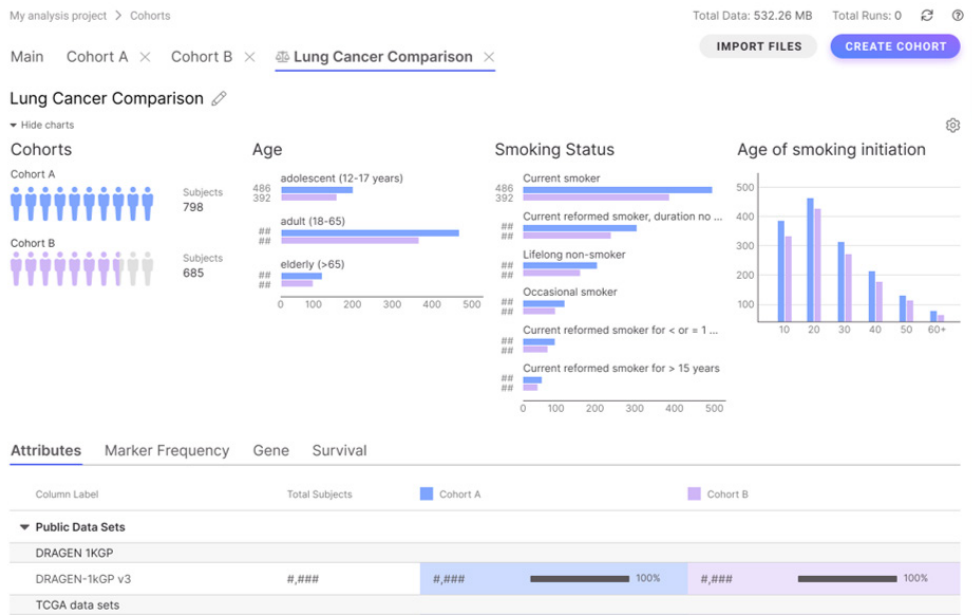 My analysis project > Cohorts
Total Data: 532.26 MB Total Runs: 0
Main Cohort A × Cohort B × Lung Cancer Comparison ×
IMPORT FILES CREATE COHORT
Lung Cancer Comparison
Hide charts
Cohorts
Cohort A
Subjects
798
Cohort B
Subjects
685
Age
adolescent (12-17 years)
486
392
adult (18-65)
##
##
elderly (>65)
##
##
0 100 200 300 400 500
Smoking Status
Current smoker
486
392
Current reformed smoker, duration no ...
##
##
Lifelong non-smoker
##
##
Occasional smoker
##
##
Current reformed smoker for < or = 1 ...
##
##
Current reformed smoker for > 15 years
##
##
0 100 200 300 400 500
Age of smoking initiation
500
400
300
200
100
10 20 30 40 50 60+
Attributes Marker Frequency Gene Survival
Column Label Total Subjects Cohort A Cohort B
Public Data Sets
DRAGEN 1KGP
DRAGEN-1kGP v3 #,### #,### 100% #,### 100%
TCGA data sets